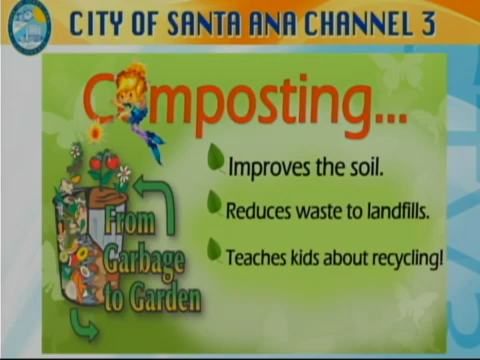 CITY OF SANTA ANA CHANNEL 3
Composting...
Improves the soil.
Reduces waste to landfills.
Teaches kids about recycling!
From
Garbage
to Garden